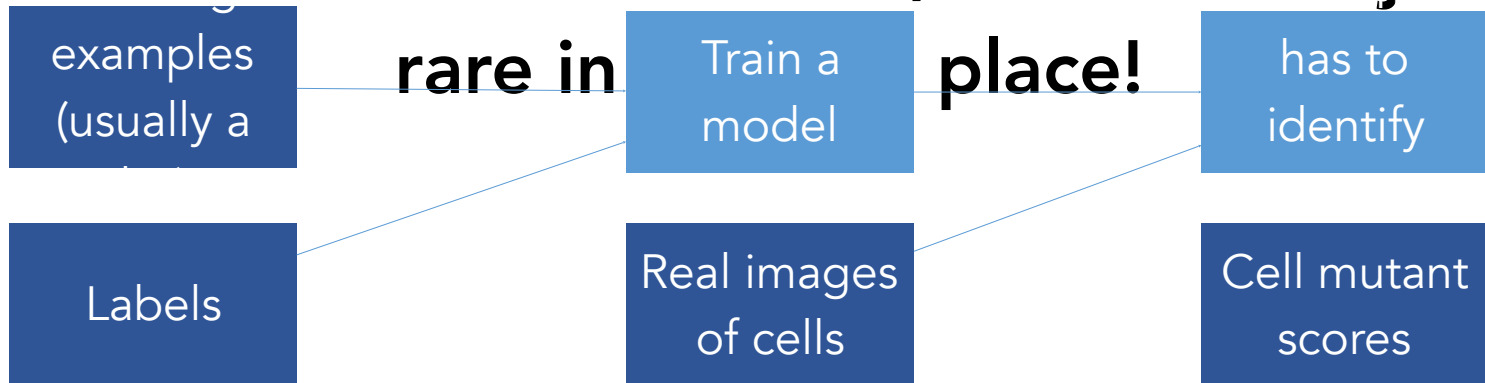 examples
(usually a
rare in
Train a
model
place!
has to
identify
Labels
Real images
of cells
Cell mutant
scores